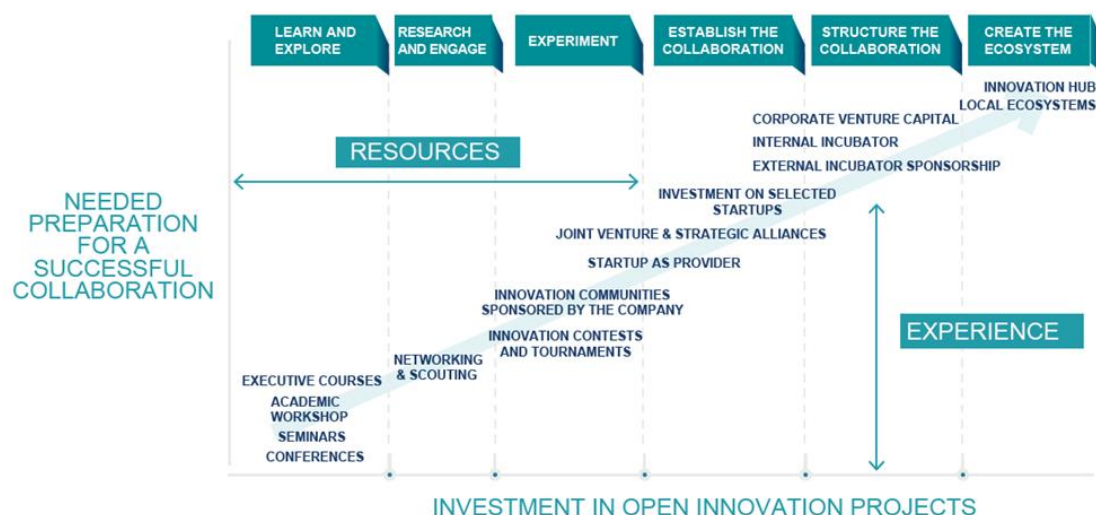 LEARN AND
EXPLORE
RESEARCH
AND ENGAGE
EXPERIMENT
ESTABLISH THE
COLLABORATION
STRUCTURE THE
COLLABORATION
CREATE THE
ECOSYSTEM
INNOVATION HUB
LOCAL ECOSYSTEMS
CORPORATE VENTURE CAPITAL
INTERNAL INCUBATOR
EXTERNAL INCUBATOR SPONSORSHIP
RESOURCES
INVESTMENT ON SELECTED
STARTUPS
JOINT VENTURE & STRATEGIC ALLIANCES
STARTUP AS PROVIDER
NEEDED
PREPARATION
FOR A
SUCCESSFUL
COLLABORATION
INNOVATION COMMUNITIES
SPONSORED BY THE COMPANY
INNOVATION CONTESTS
AND TOURNAMENTS
EXPERIENCE
NETWORKING
& SCOUTING
EXECUTIVE COURSES
ACADEMIC
WORKSHOP
SEMINARS
CONFERENCES
INVESTMENT IN OPEN INNOVATION PROJECTS